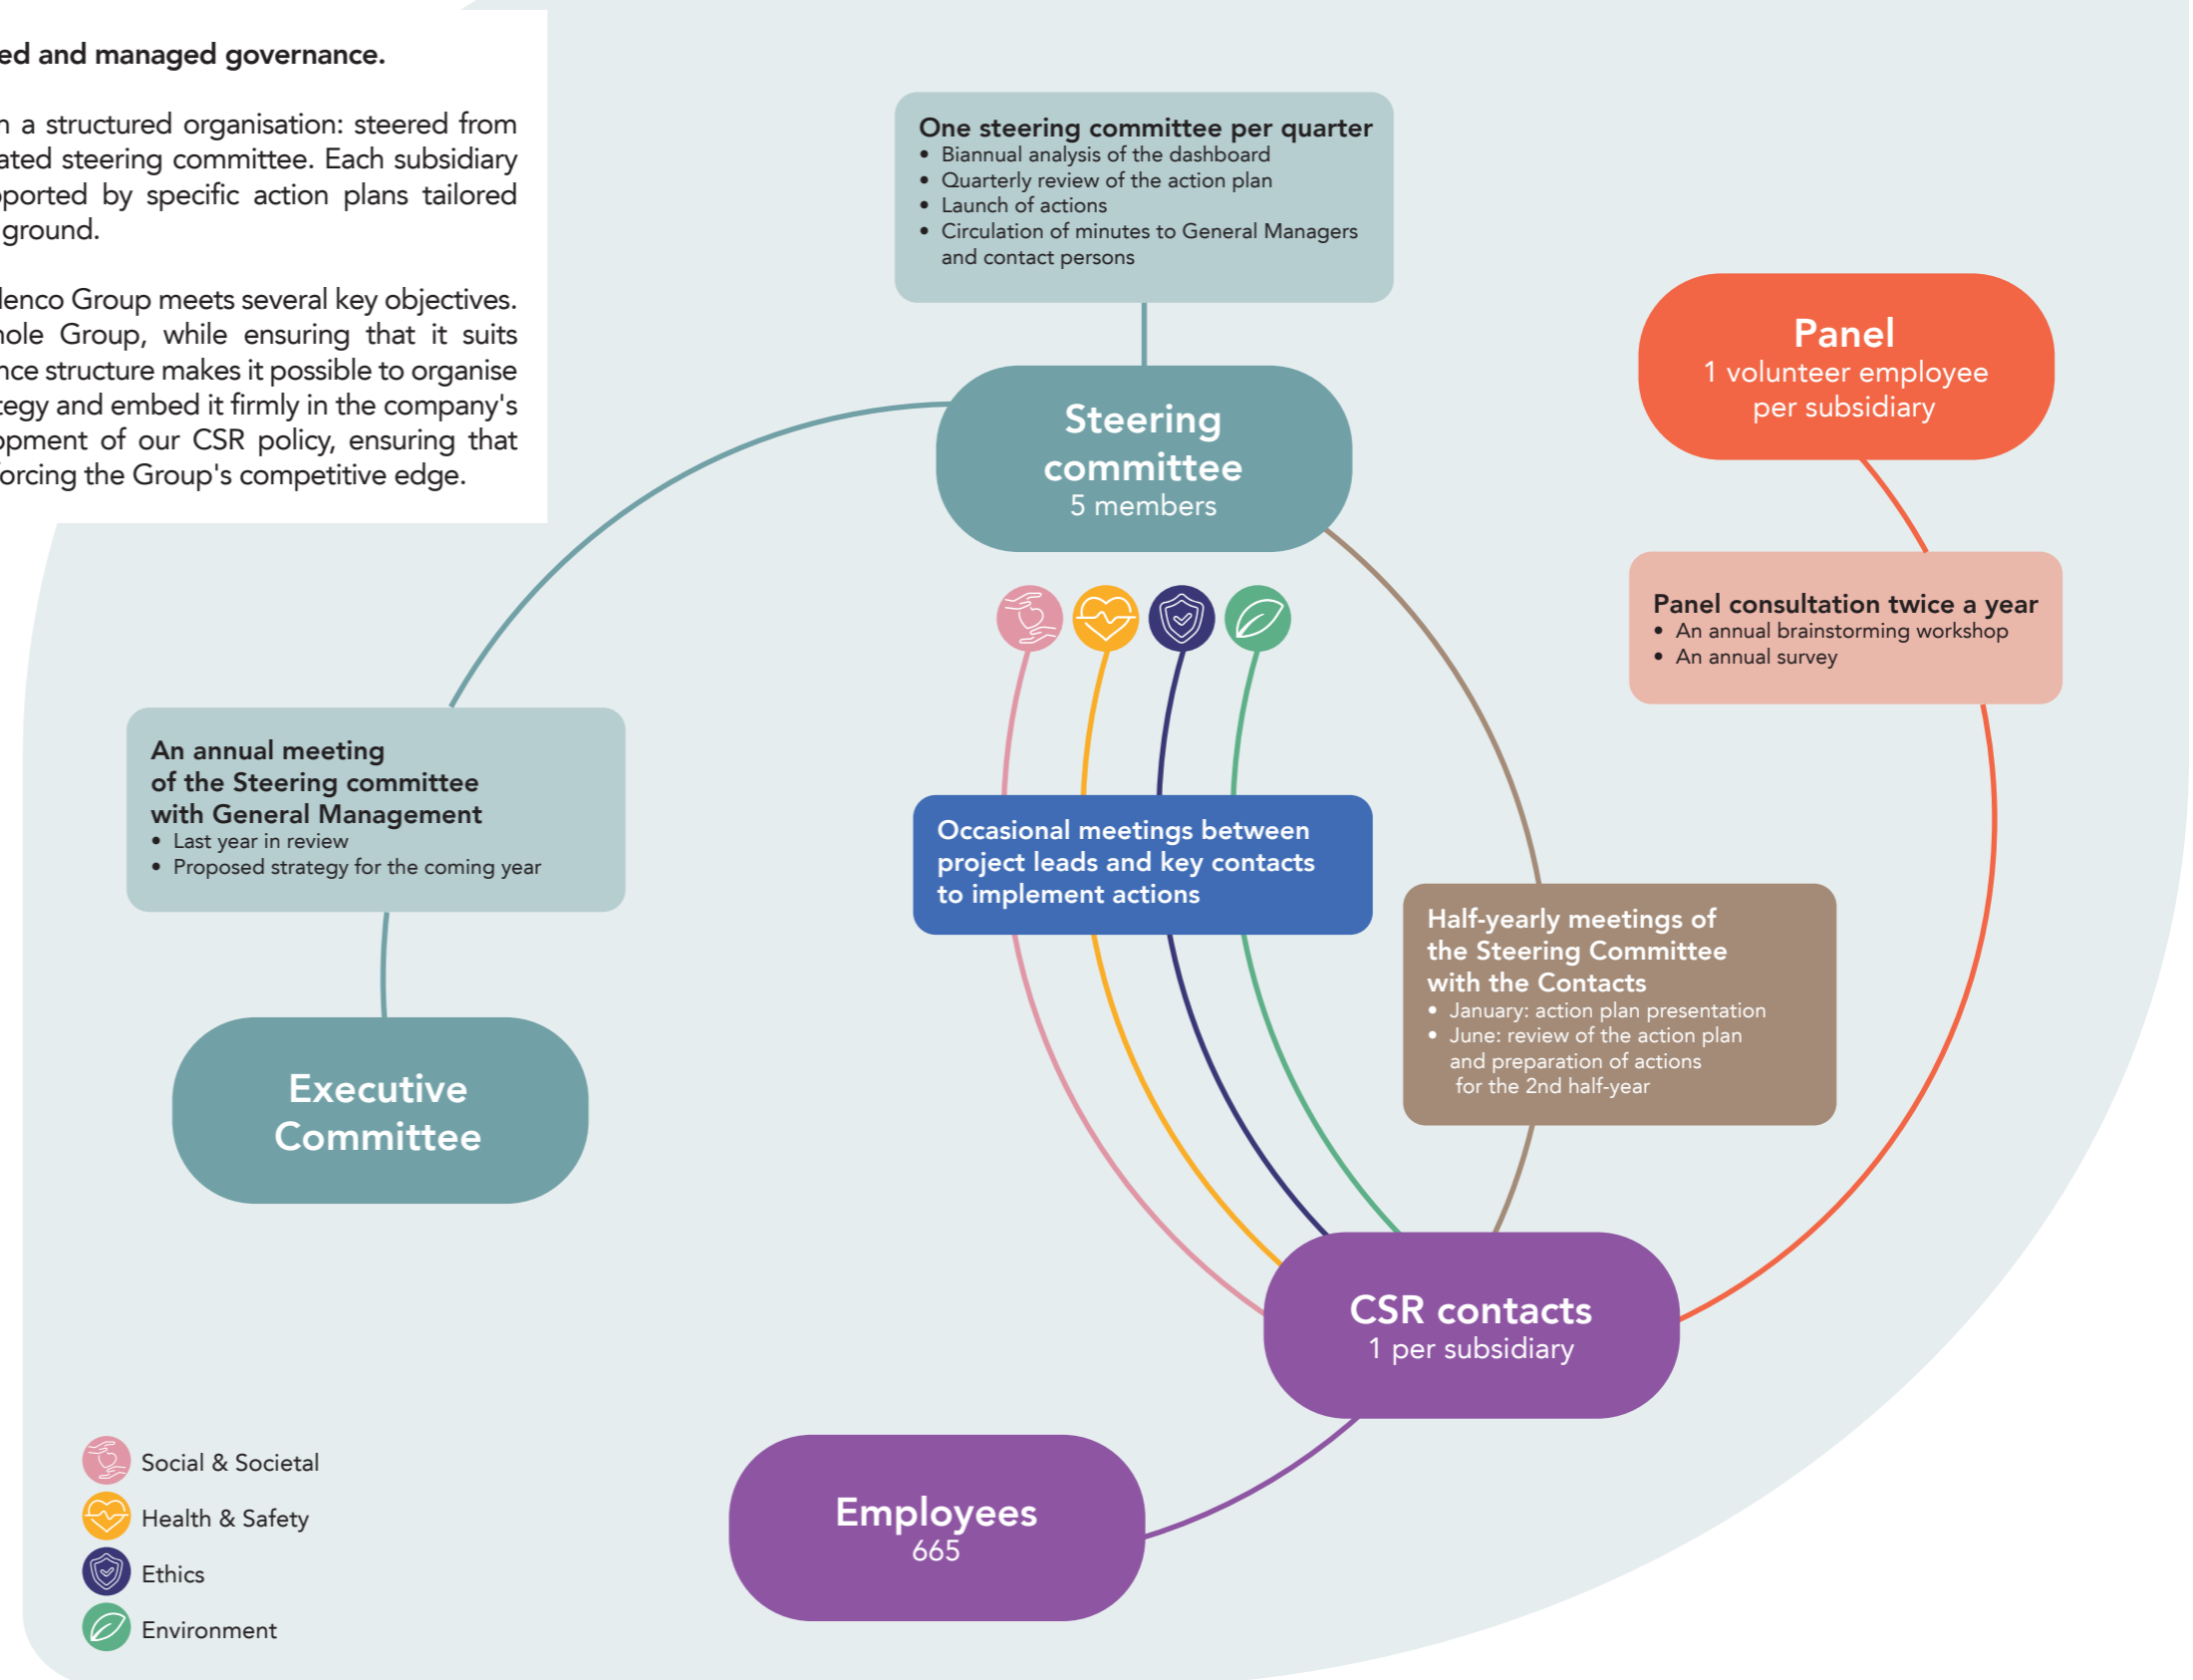 ed and managed governance.
a structured organisation: steered from
ated steering committee. Each subsidiary
ported by specific action plans tailored
ground.
lenco Group meets several key objectives.
ole Group, while ensuring that it suits
nce structure makes it possible to organise
tegy and embed it firmly in the company's
opment of our CSR policy, ensuring that
forcing the Group's competitive edge.
One steering committee per quarter
• Biannual analysis of the dashboard
• Quarterly review of the action plan
• Launch of actions
• Circulation of minutes to General Managers
and contact persons
Steering
committee
5 members
Panel
1 volunteer employee
per subsidiary
Panel consultation twice a year
• An annual brainstorming workshop
• An annual survey
An annual meeting
of the Steering committee
with General Management
• Last year in review
• Proposed strategy for the coming year
Occasional meetings between
project leads and key contacts
to implement actions
Half-yearly meetings of
the Steering Committee
with the Contacts
• January: action plan presentation
• June: review of the action plan
and preparation of actions
for the 2nd half-year
Executive
Committee
CSR contacts
1 per subsidiary
Employees
665
Social & Societal
Health & Safety
Ethics
Environment